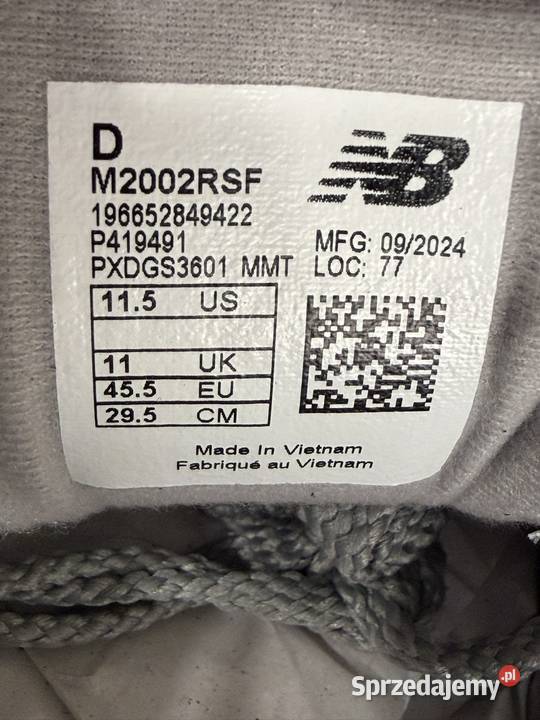 D
NB
M2002RSF
196652849422
P419491
MFG: 09/2024
PXDGS3601 MMT
LOC: 77
11.5 US
11 UK
45.5 EU
29.5 CM
Made In Vietnam
Fabriqué au Vietnam
Sprzedajemy.pl